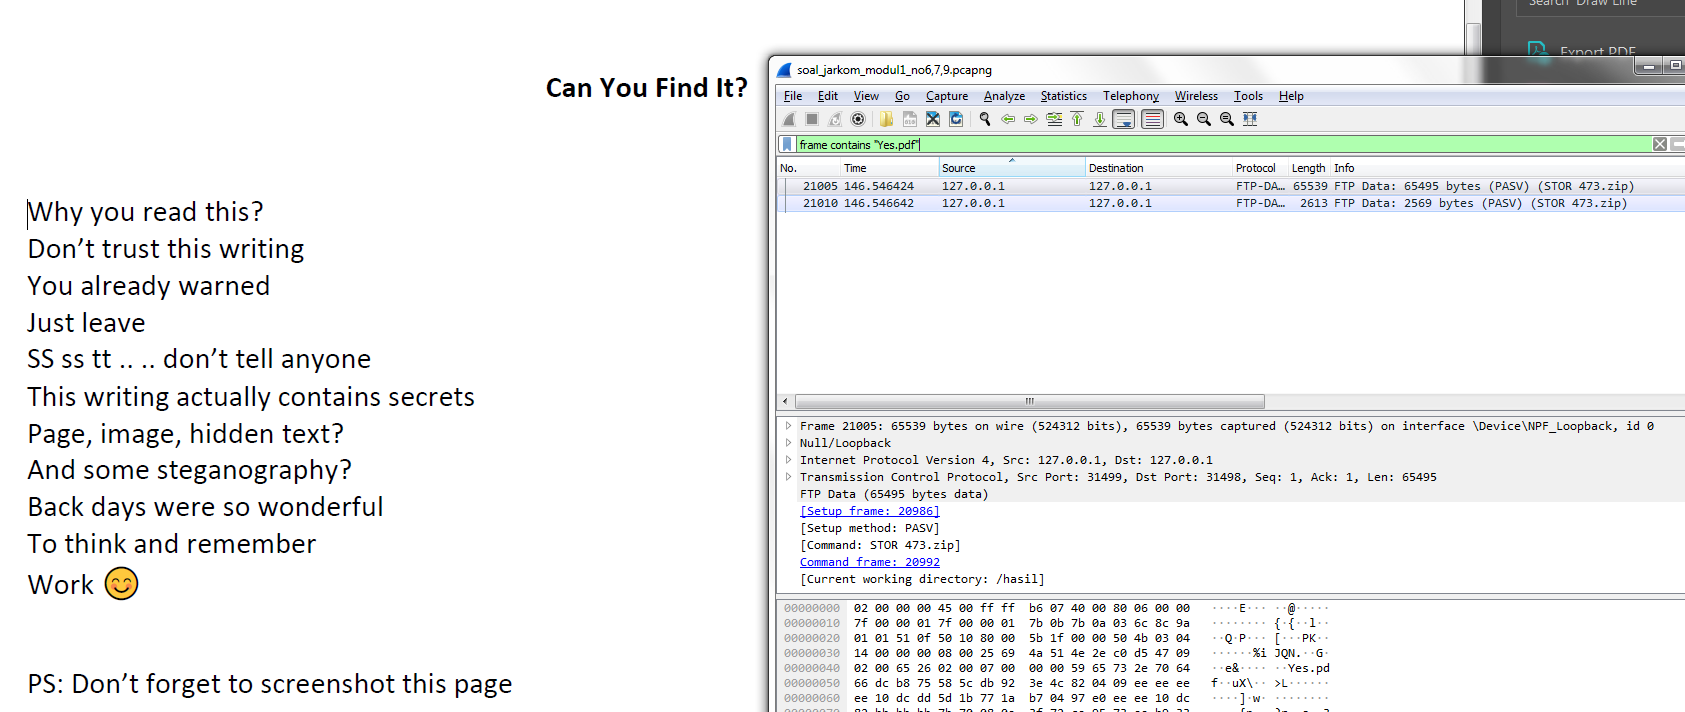 Search 'Draw Line'
Export PDF
Can You Find It?
Why you read this?
Don't trust this writing
You already warned
Just leave
SS ss tt .. .. don't tell anyone
This writing actually contains secrets
Page, image, hidden text?
And some steganography?
Back days were so wonderful
To think and remember
Work 😊
PS: Don't forget to screenshot this page
soal_jarkom_modul1_no6,7,9.pcapng
File Edit View Go Capture Analyze Statistics Telephony Wireless Tools Help
frame contains "Yes.pdf"
No. Time Source Destination Protocol Length Info
21005 146.546424 127.0.0.1 127.0.0.1 FTP-DA… 65539 FTP Data: 65495 bytes (PASV) (STOR 473.zip)
21010 146.546642 127.0.0.1 127.0.0.1 FTP-DA… 2613 FTP Data: 2569 bytes (PASV) (STOR 473.zip)
Frame 21005: 65539 bytes on wire (524312 bits), 65539 bytes captured (524312 bits) on interface \Device\NPF_Loopback, id 0
Null/Loopback
Internet Protocol Version 4, Src: 127.0.0.1, Dst: 127.0.0.1
Transmission Control Protocol, Src Port: 31499, Dst Port: 31498, Seq: 1, Ack: 1, Len: 65495
FTP Data (65495 bytes data)
[Setup frame: 20986]
[Setup method: PASV]
[Command: STOR 473.zip]
Command frame: 20992
[Current working directory: /hasil]
00000000 02 00 00 00 45 00 ff ff b6 07 40 00 80 06 00 00 ····E··· ··@·····
00000010 7f 00 00 01 7f 00 00 01 7b 0b 7b 0a 03 6c 8c 9a ········ {·{··l··
00000020 01 01 51 0f 50 10 80 00 5b 1f 00 00 50 4b 03 04 ··Q·P··· [···PK··
00000030 14 00 00 00 08 00 25 69 4a 51 4e 2e c0 d5 47 09 ······%i JQN.··G·
00000040 02 00 65 26 02 00 07 00 00 00 59 65 73 2e 70 64 ··e&···· ··Yes.pd
00000050 66 dc b8 75 58 5c db 92 3e 4c 82 04 09 ee ee ee f··uX\·· >L······
00000060 ee 10 dc dd 5d 1b 77 1a b7 04 97 e0 ee ee 10 dc ····]·w· ········